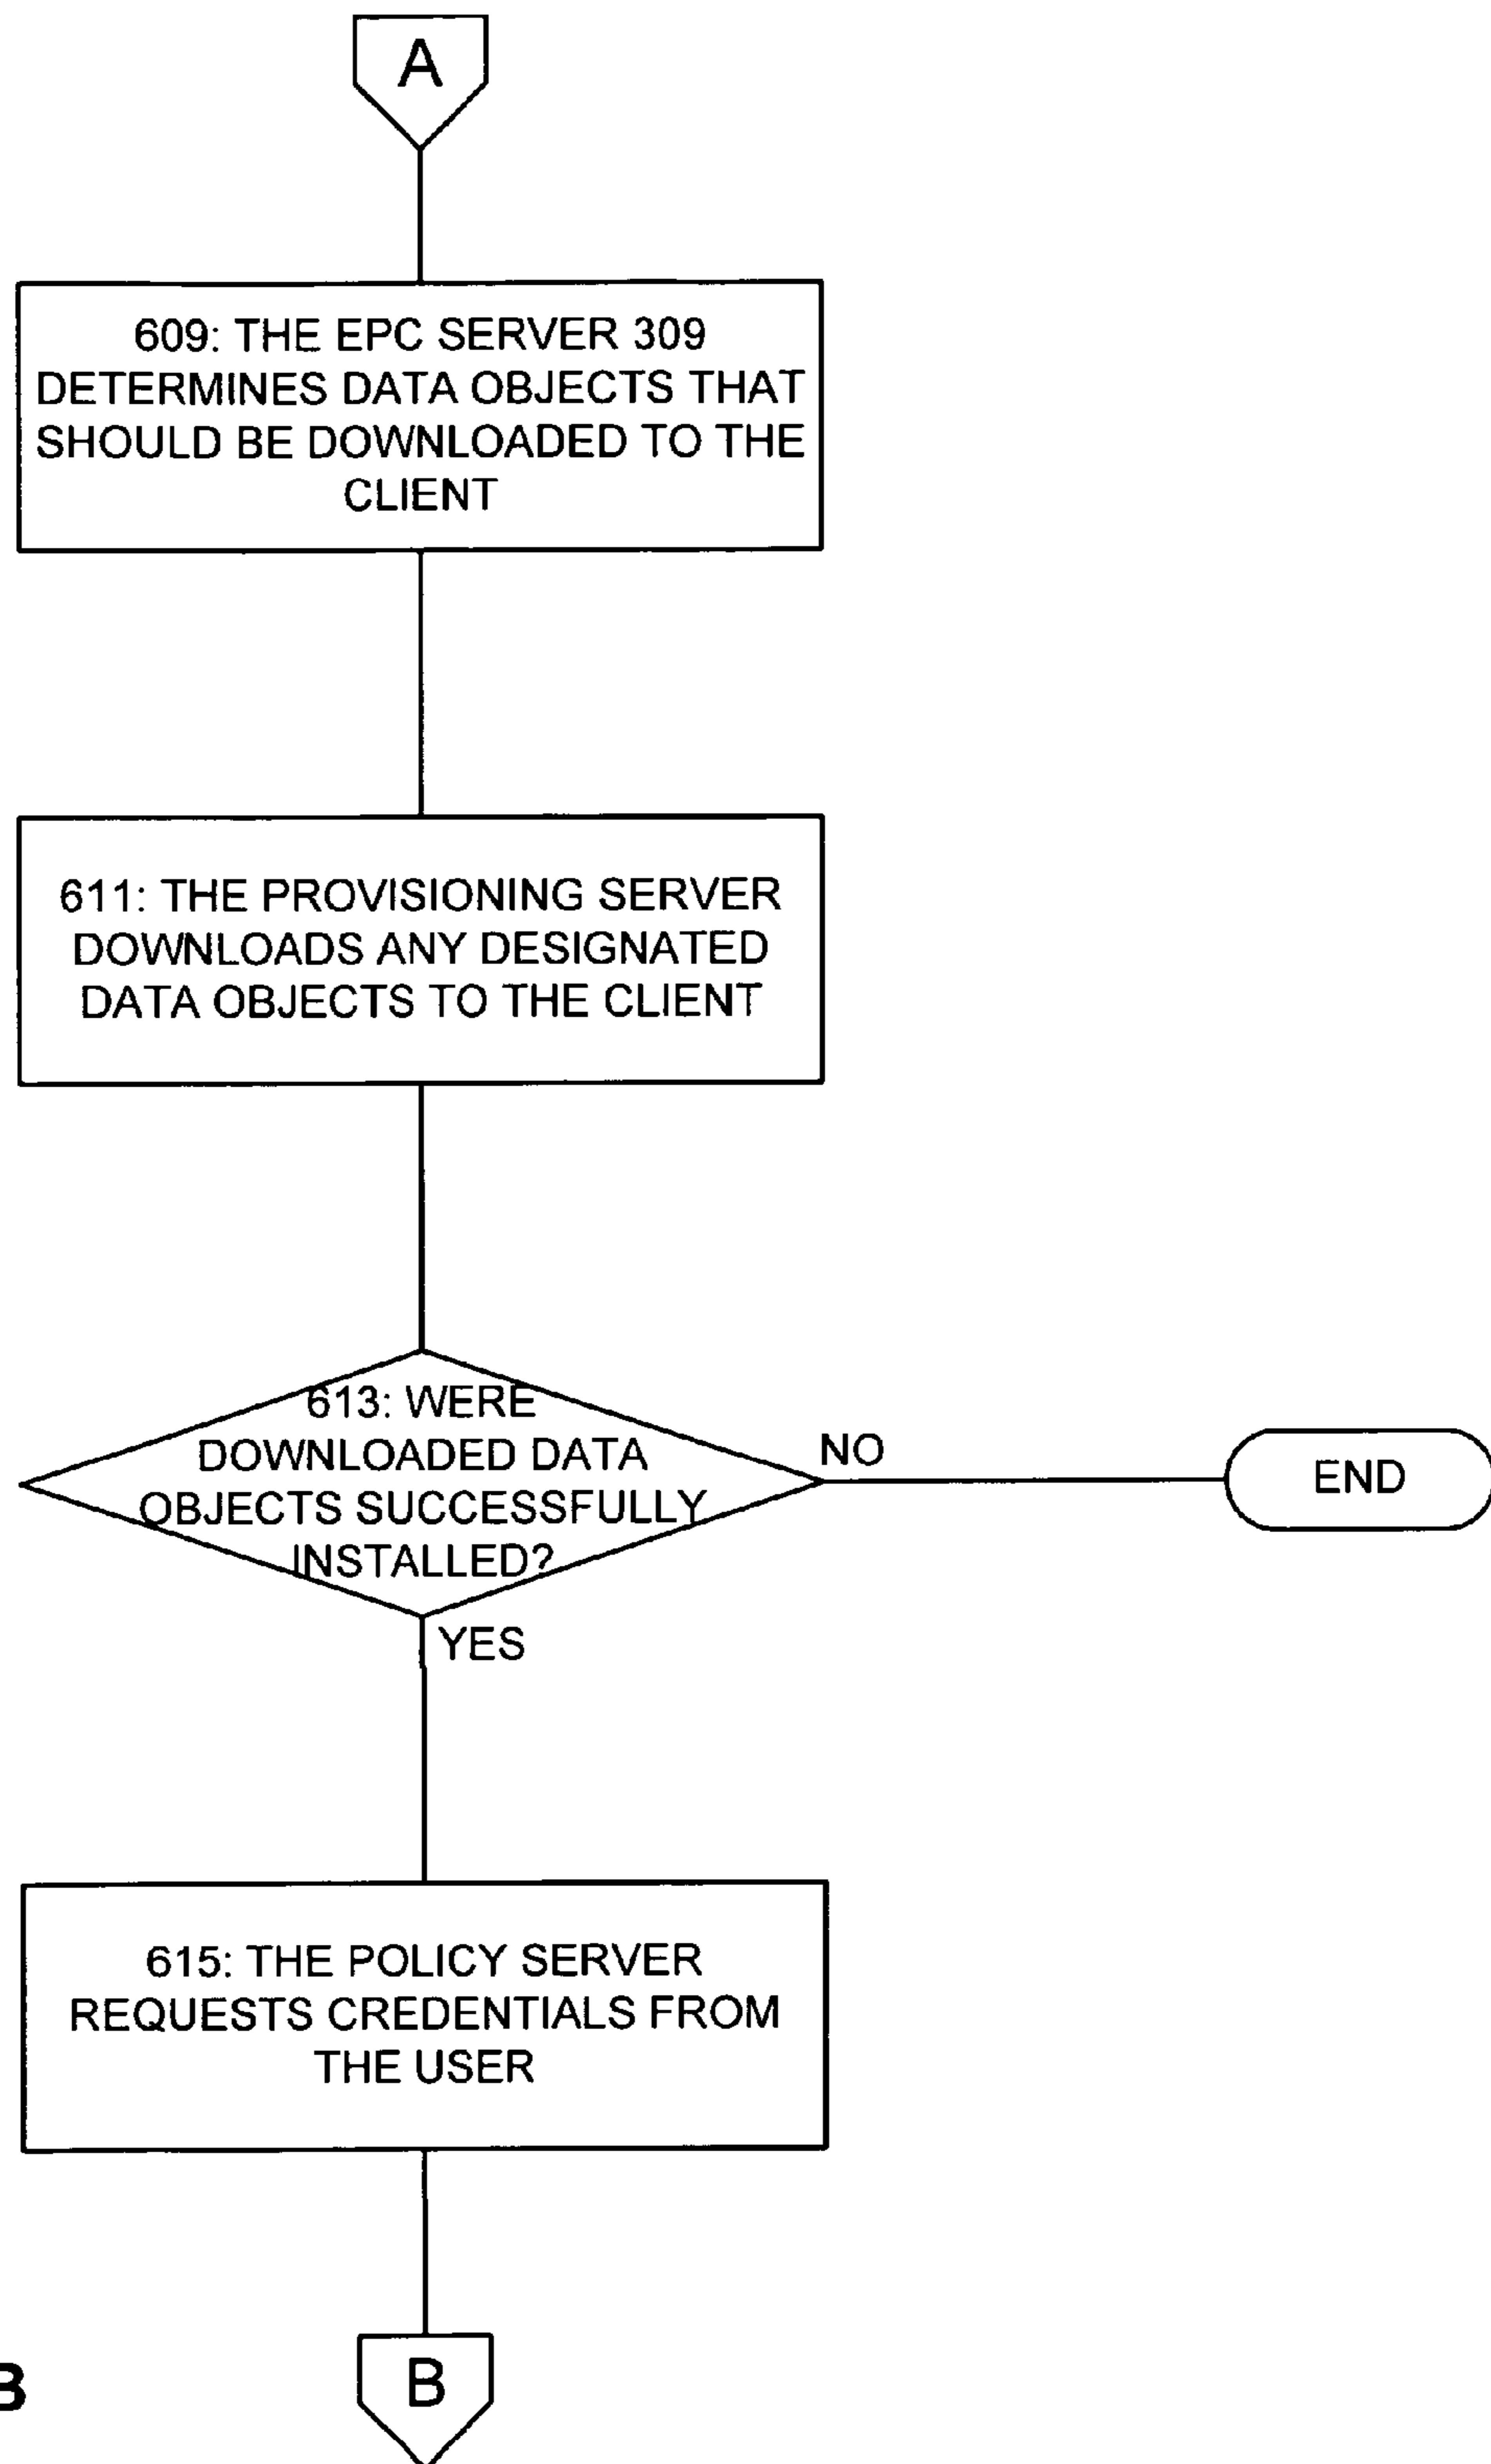 A
609: THE EPC SERVER 309
DETERMINES DATA OBJECTS THAT
SHOULD BE DOWNLOADED TO THE
CLIENT
611: THE PROVISIONING SERVER
DOWNLOADS ANY DESIGNATED
DATA OBJECTS TO THE CLIENT
613: WERE
DOWNLOADED DATA
OBJECTS SUCCESSFULLY
INSTALLED?
NO
END
YES
615: THE POLICY SERVER
REQUESTS CREDENTIALS FROM
THE USER
B
B